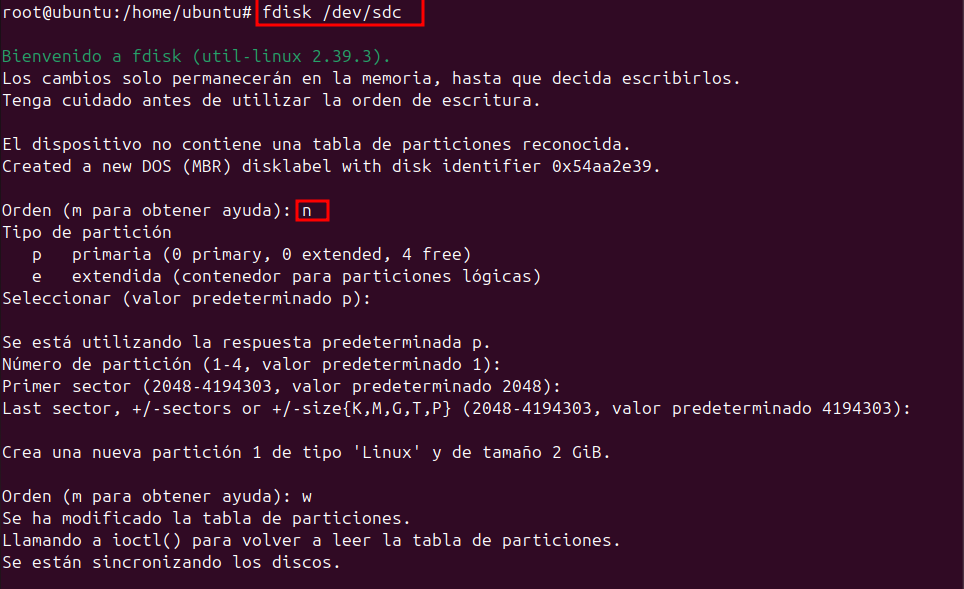 root@ubuntu:/home/ubuntu# fdisk /dev/sdc
Bienvenido a fdisk (util-linux 2.39.3).
Los cambios solo permanecerán en la memoria, hasta que decida escribirlos.
Tenga cuidado antes de utilizar la orden de escritura.
El dispositivo no contiene una tabla de particiones reconocida.
Created a new DOS (MBR) disklabel with disk identifier 0x54aa2e39.
Orden (m para obtener ayuda): n
Tipo de partición
p   primaria (0 primary, 0 extended, 4 free)
e   extendida (contenedor para particiones lógicas)
Seleccionar (valor predeterminado p):
Se está utilizando la respuesta predeterminada p.
Número de partición (1-4, valor predeterminado 1):
Primer sector (2048-4194303, valor predeterminado 2048):
Last sector, +/-sectors or +/-size{K,M,G,T,P} (2048-4194303, valor predeterminado 4194303):
Crea una nueva partición 1 de tipo 'Linux' y de tamaño 2 GiB.
Orden (m para obtener ayuda): w
Se ha modificado la tabla de particiones.
Llamando a ioctl() para volver a leer la tabla de particiones.
Se están sincronizando los discos.